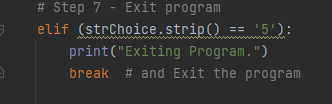 # Step 7 - Exit program
elif (strChoice.strip() == '5'):
print("Exiting Program.")
break # and Exit the program